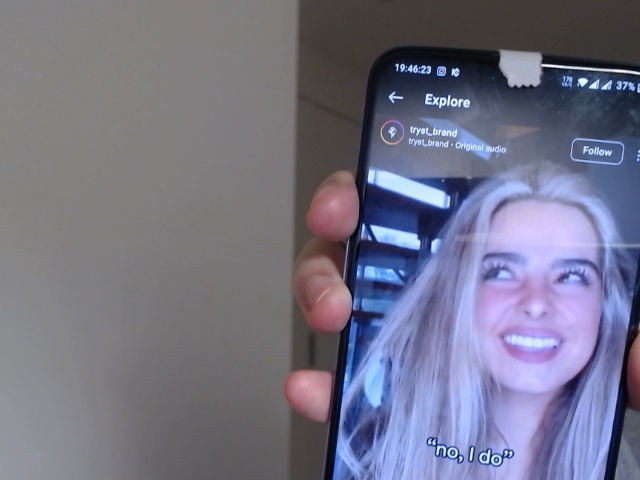 19:46:23
37%
Explore
tryst_brand
tryst_brand • Original audio
Follow
“no, I do”